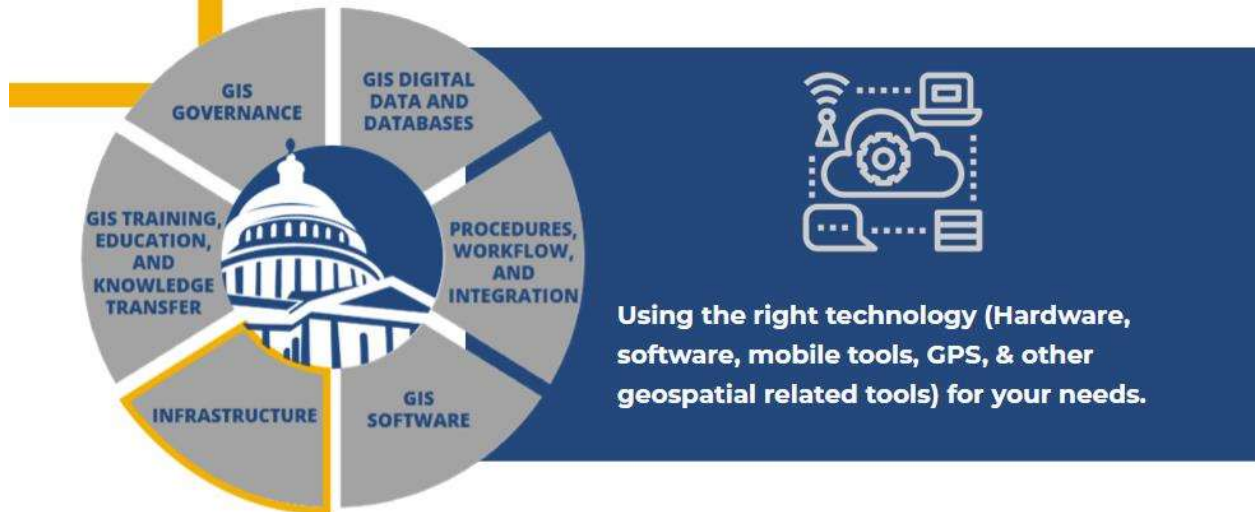 GIS
GOVERNANCE
GIS DIGITAL
DATA AND
DATABASES
PROCEDURES,
WORKFLOW,
AND
INTEGRATION
GIS
SOFTWARE
INFRASTRUCTURE
GIS TRAINING,
EDUCATION,
AND
KNOWLEDGE
TRANSFER
Using the right technology (Hardware,
software, mobile tools, GPS, & other
geospatial related tools) for your needs.